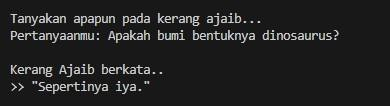 Tanyakan apapun pada kerang ajaib...
Pertanyaanmu: Apakah bumi bentuknya dinosaurus?
Kerang Ajaib berkata..
>> "Sepertinya iya."